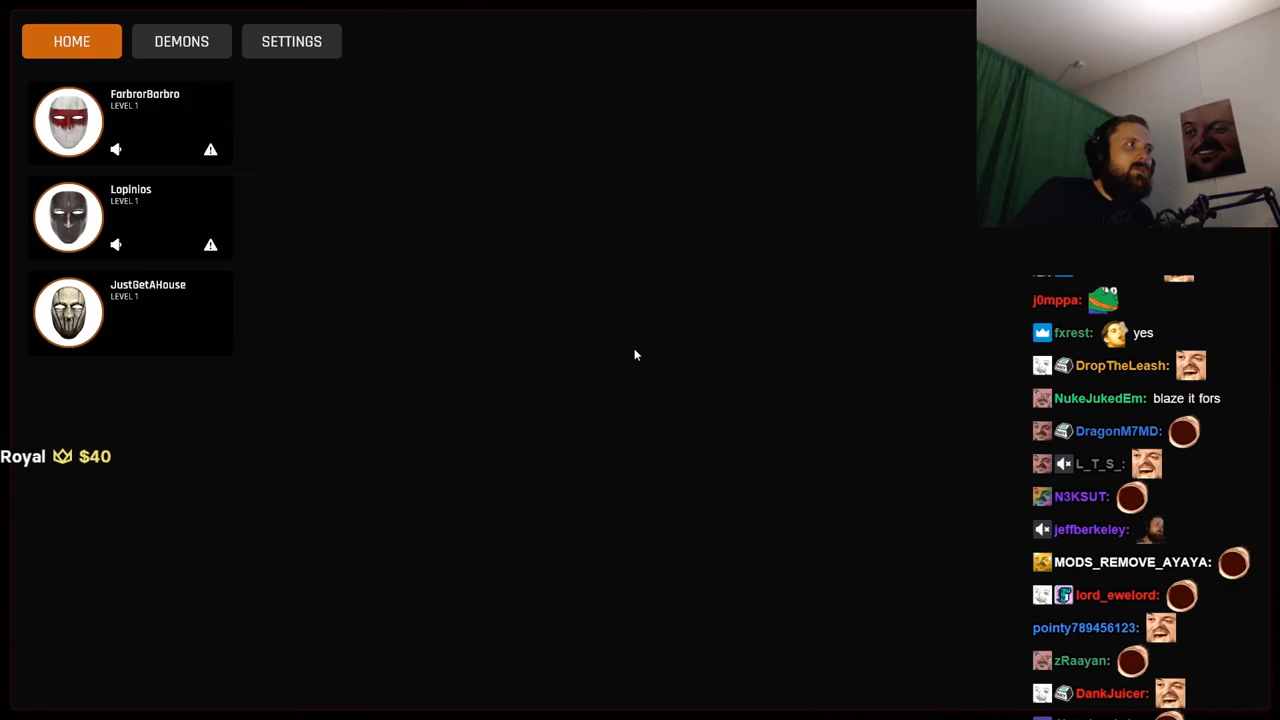 HOME
DEMONS
SETTINGS
FarbrorBarbro
LEVEL 1
Lopinios
LEVEL 1
JustGetAHouse
LEVEL 1
Royal $40
j0mppa:
fxrest: yes
DropTheLeash:
NukeJukedEm: blaze it fors
DragonM7MD:
L_T_S_:
N3KSUT:
jeffberkeley:
MODS_REMOVE_AYAYA:
lord_ewelord:
pointy789456123:
zRaayan:
DankJuicer: